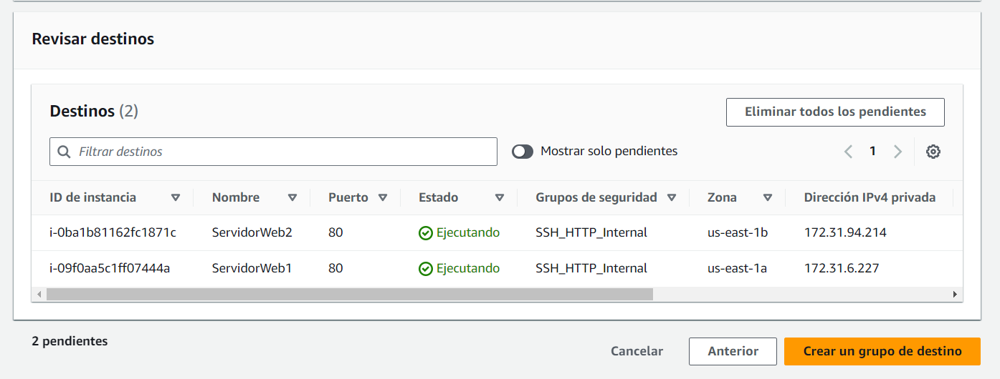 Revisar destinos
Destinos (2)
Eliminar todos los pendientes
Filtrar destinos
Mostrar solo pendientes
1
ID de instancia Nombre Puerto Estado Grupos de seguridad Zona Dirección IPv4 privada
i-0ba1b81162fc1871c ServidorWeb2 80 Ejecutando SSH_HTTP_Internal us-east-1b 172.31.94.214
i-09f0aa5c1ff07444a ServidorWeb1 80 Ejecutando SSH_HTTP_Internal us-east-1a 172.31.6.227
2 pendientes
Cancelar Anterior Crear un grupo de destino